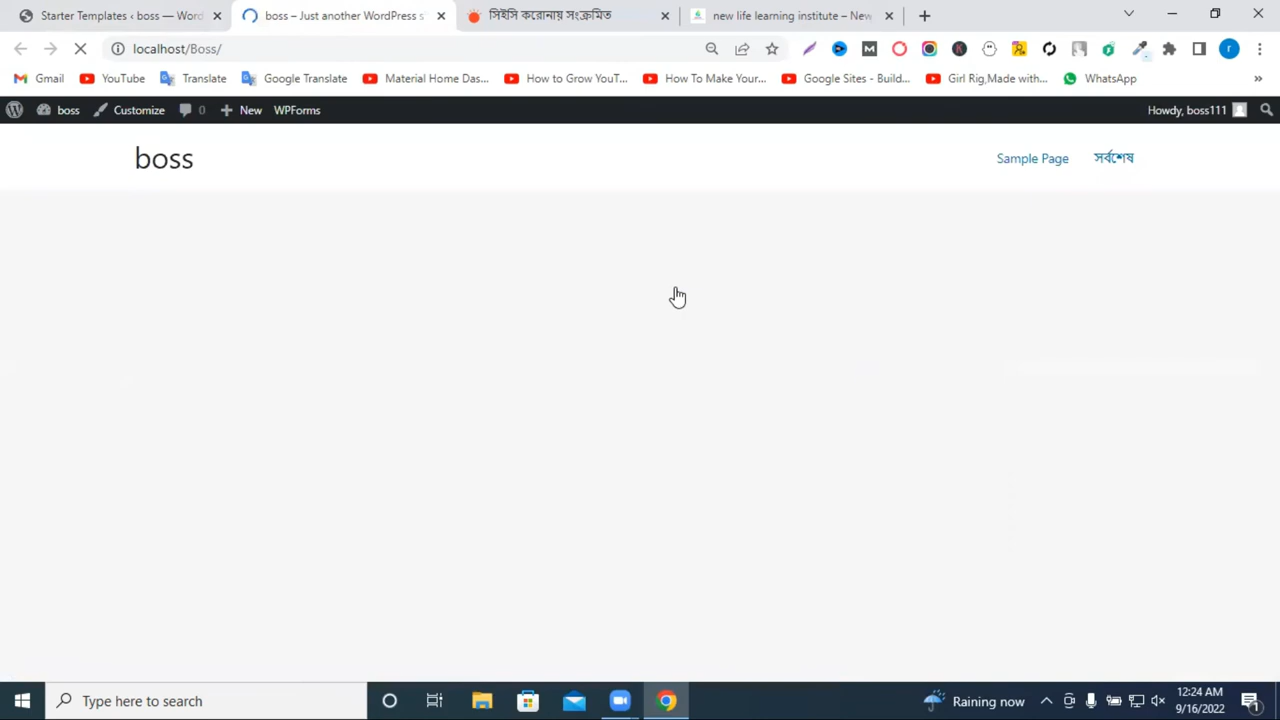 Starter Templates ‹ boss — Word
boss – Just another WordPress s
সিইসি করোনায় সংক্রমিত
new life learning institute – New
localhost/Boss/
Gmail
YouTube
Translate
Google Translate
Material Home Das...
How to Grow YouT...
How To Make Your...
Google Sites - Build...
Girl Rig,Made with...
WhatsApp
»
boss
Customize
0
New
WPForms
Howdy, boss111
boss
Sample Page
সর্বশেষ
Type here to search
Raining now
12:24 AM
9/16/2022
1